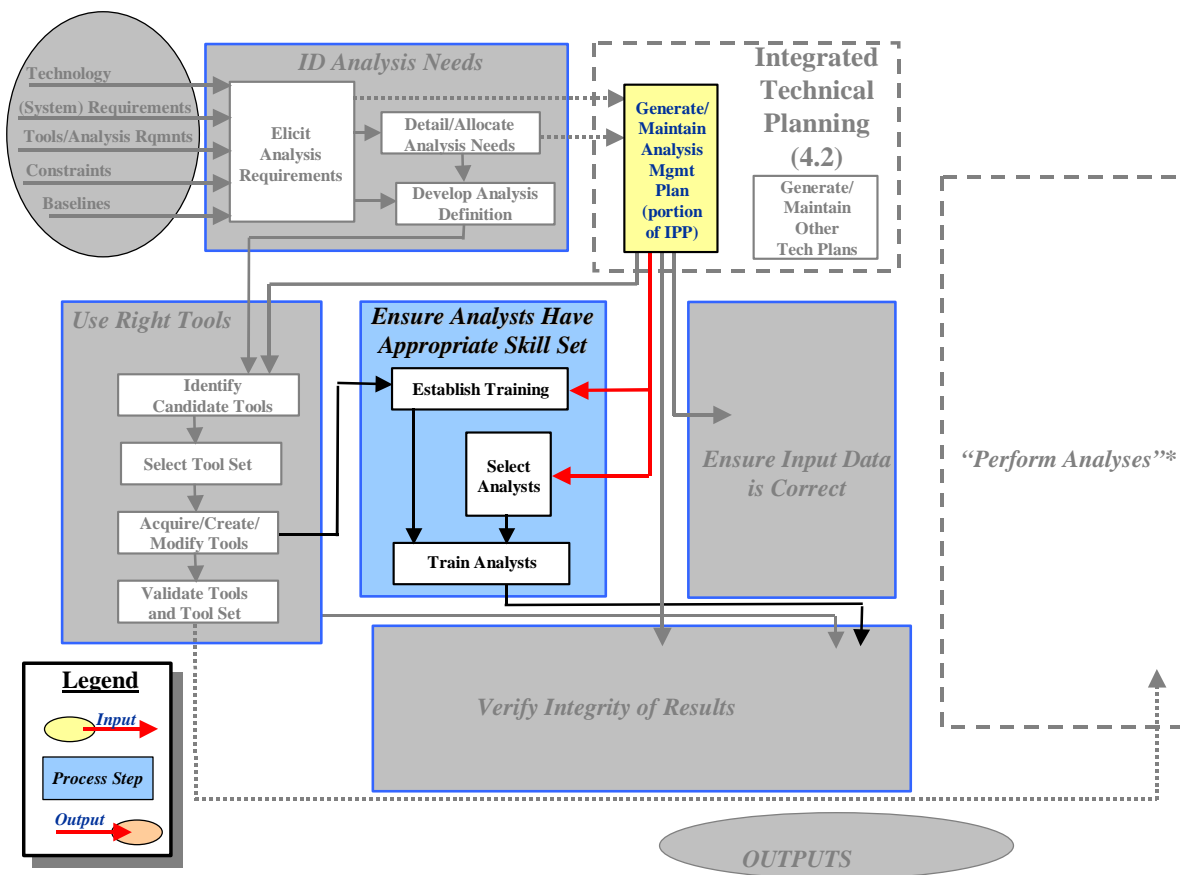 ID Analysis Needs
Technology
(System) Requirements
Tools/Analysis Rqmnts
Constraints
Baselines
Elicit
Analysis
Requirements
Detail/Allocate
Analysis Needs
Develop Analysis
Definition
Generate/
Maintain
Analysis
Mgmt
Plan
(portion
of IPP)
Integrated
Technical
Planning
(4.2)
Generate/
Maintain
Other
Tech Plans
Use Right Tools
Identify
Candidate Tools
Select Tool Set
Acquire/Create/
Modify Tools
Validate Tools
and Tool Set
Ensure Analysts Have
Appropriate Skill Set
Establish Training
Select
Analysts
Train Analysts
Ensure Input Data
is Correct
“Perform Analyses”*
Verify Integrity of Results
Legend
Input
Process Step
Output
OUTPUTS